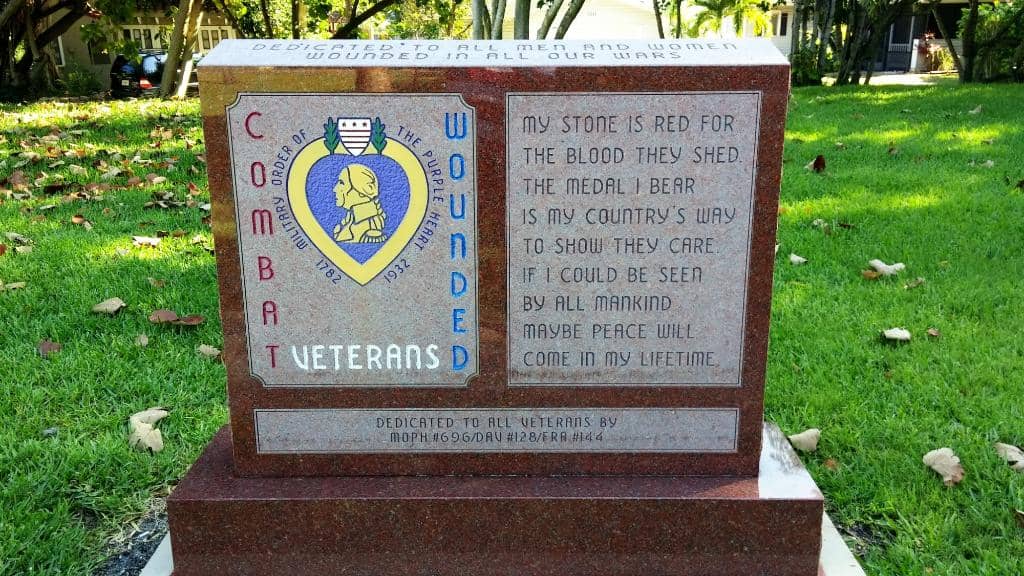 DEDICATED TO ALL MEN AND WOMEN
WOUNDED IN ALL OUR WARS
COMBAT
WOUNDED
VETERANS
MILITARY ORDER OF THE PURPLE HEART
1782 1932
MY STONE IS RED FOR
THE BLOOD THEY SHED.
THE MEDAL I BEAR
IS MY COUNTRY'S WAY
TO SHOW THEY CARE.
IF I COULD BE SEEN
BY ALL MANKIND
MAYBE PEACE WILL
COME IN MY LIFETIME.
DEDICATED TO ALL VETERANS BY
MOPH #696/DAV #128/FRA #144